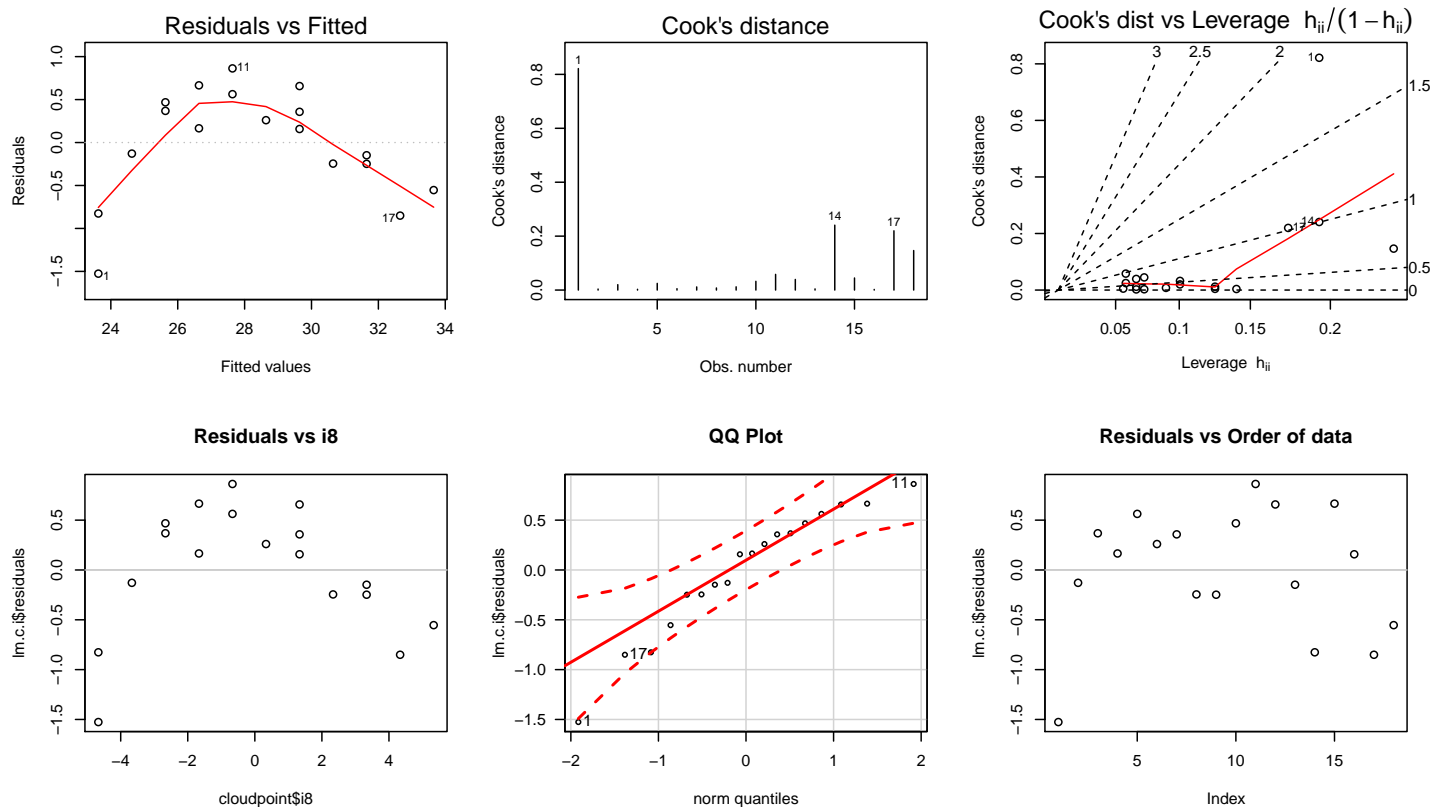 Residuals vs Fitted
1.0
0.5
0.0
−0.5
−1.5
Residuals
11
17
1
24 26 28 30 32 34
Fitted values
Cook's distance
0.8
0.6
0.4
0.2
0.0
Cook's distance
1
14
17
5 10 15
Obs. number
Cook's dist vs Leverage hii/(1 − hii)
0.8
0.6
0.4
0.2
0.0
Cook's distance
3 2.5 2
1.5
1
0.5
0
1
14
17
0.05 0.1 0.15 0.2
Leverage hii
Residuals vs i8
0.5
0.0
−0.5
−1.0
−1.5
lm.c.i$residuals
−4 −2 0 2 4
cloudpoint$i8
QQ Plot
0.5
0.0
−0.5
−1.0
−1.5
lm.c.i$residuals
11
17
1
−2 −1 0 1 2
norm quantiles
Residuals vs Order of data
0.5
0.0
−0.5
−1.0
−1.5
lm.c.i$residuals
5 10 15
Index